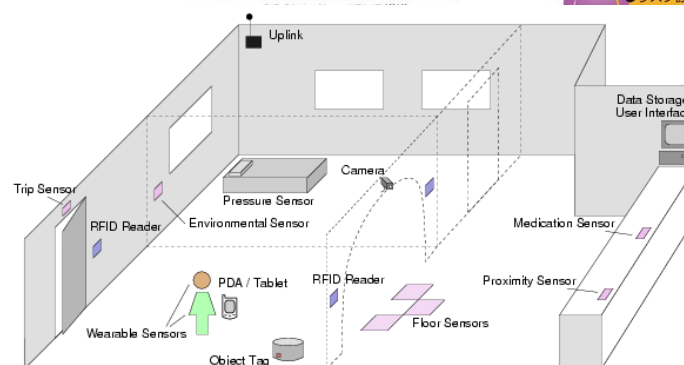 Uplink
Data Storage
User Interface
Camera
Trip Sensor
Pressure Sensor
RFID Reader
Environmental Sensor
Medication Sensor
PDA / Tablet
RFID Reader
Proximity Sensor
Wearable Sensors
Floor Sensors
Object Tag